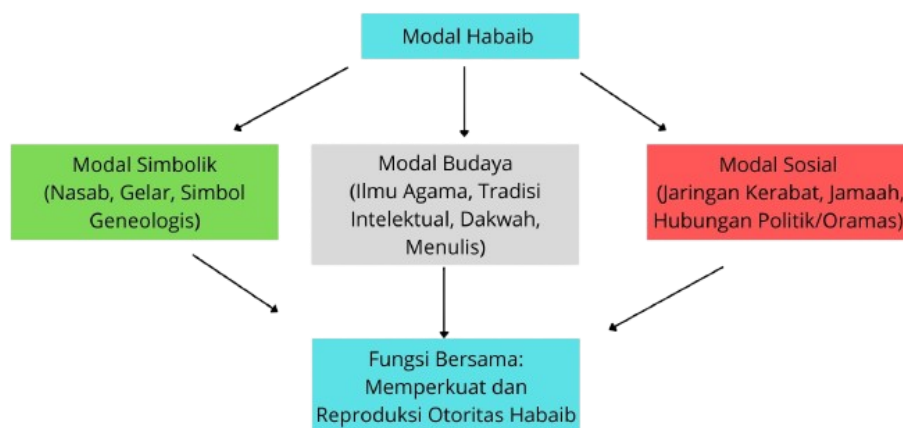 Modal Habaib
Modal Simbolik
(Nasab, Gelar, Simbol
Geneologis)
Modal Budaya
(Ilmu Agama, Tradisi
Intelektual, Dakwah,
Menulis)
Modal Sosial
(Jaringan Kerabat, Jamaah,
Hubungan Politik/Oramas)
Fungsi Bersama:
Memperkuat dan
Reproduksi Otoritas Habaib